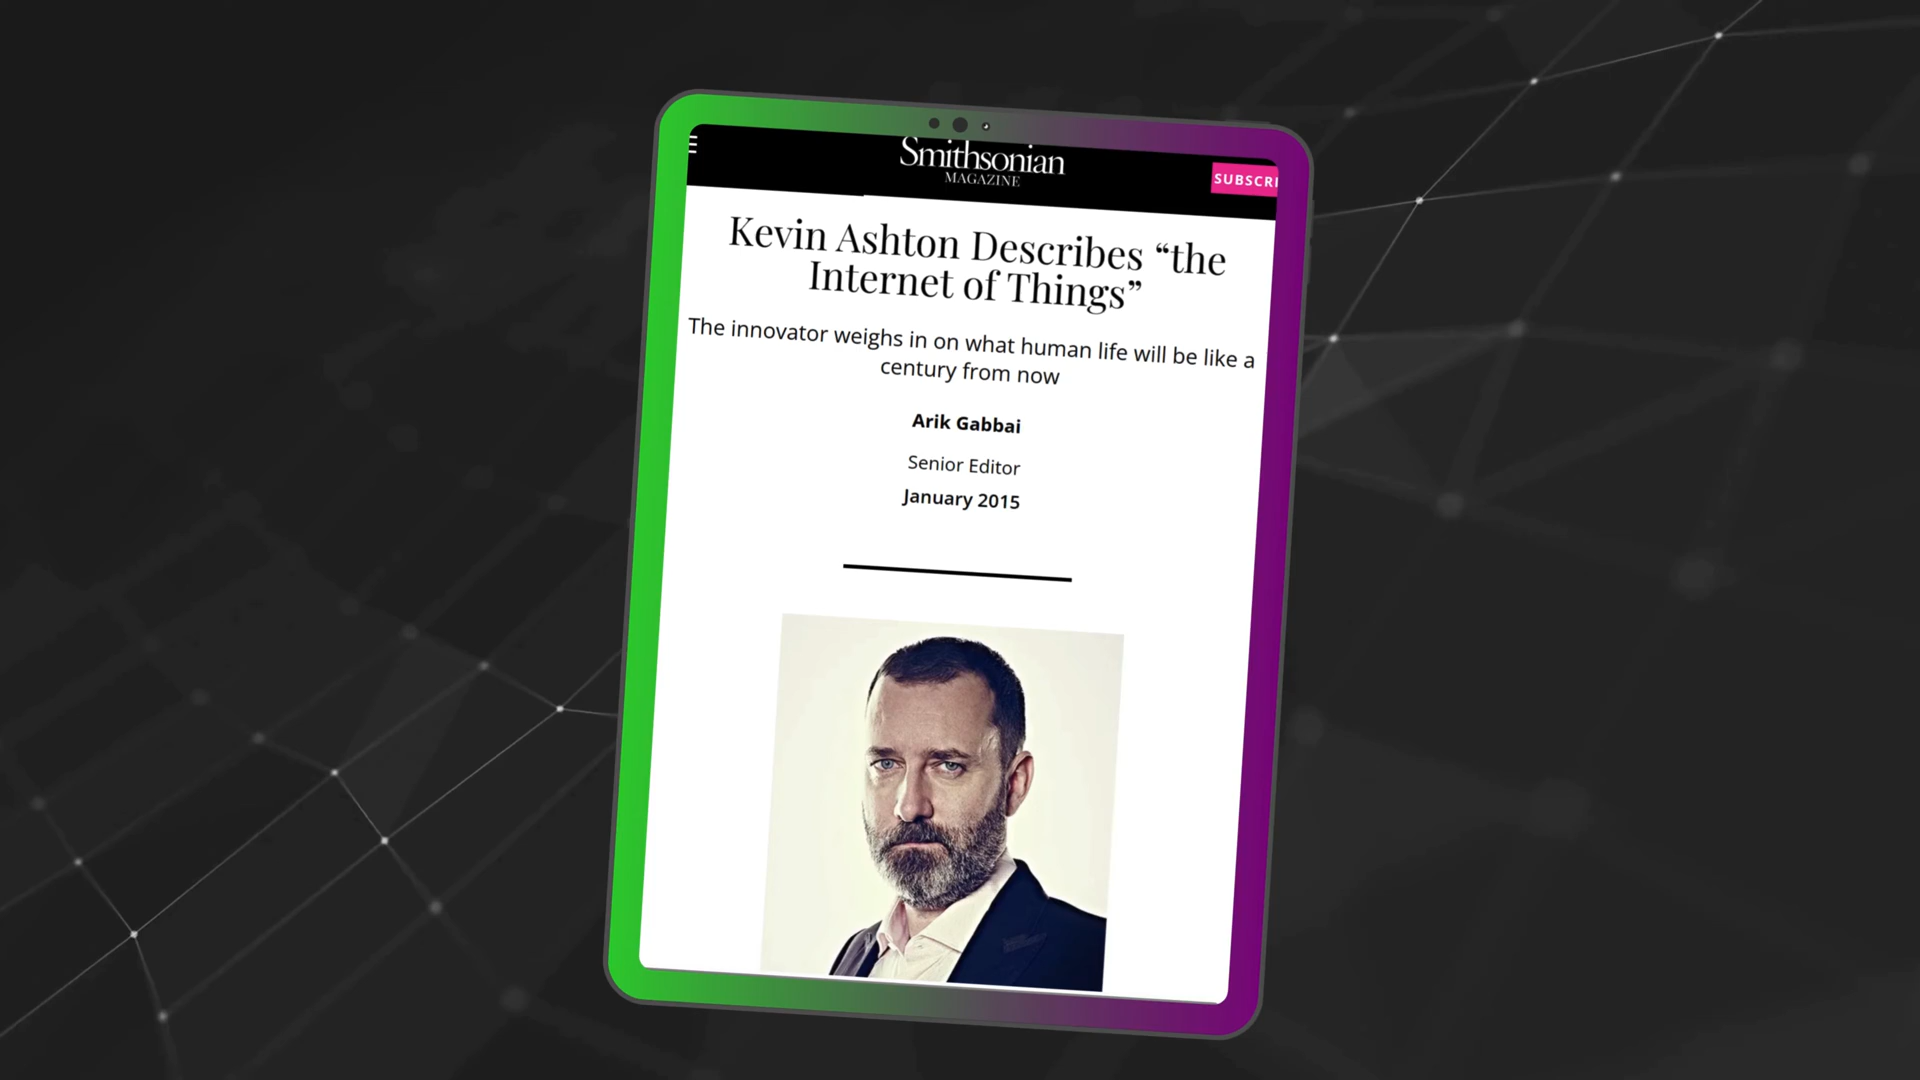 Smithsonian
MAGAZINE
SUBSCRI
Kevin Ashton Describes “the
Internet of Things”
The innovator weighs in on what human life will be like a
century from now
Arik Gabbai
Senior Editor
January 2015